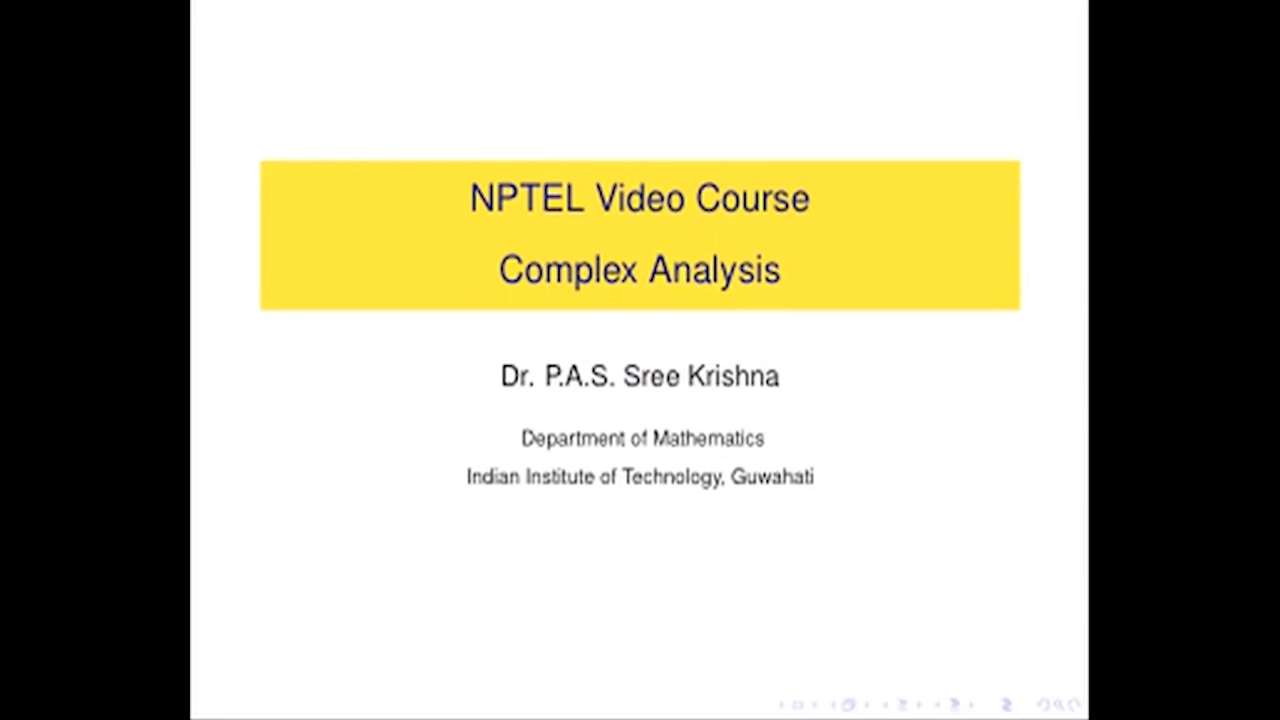 NPTEL Video Course
Complex Analysis
Dr. P.A.S. Sree Krishna
Department of Mathematics
Indian Institute of Technology, Guwahati